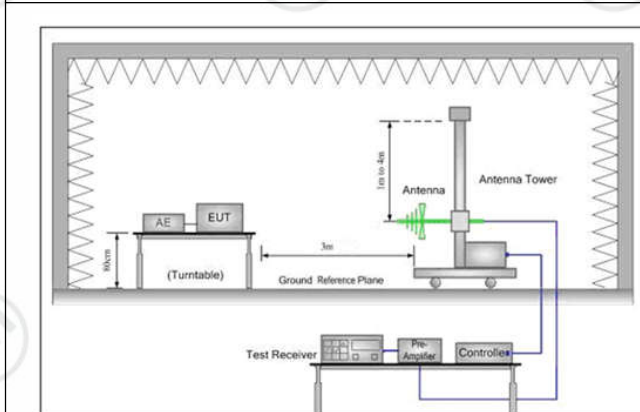 1m to 4m
Antenna
Antenna Tower
AE
EUT
80cm
(Turntable)
3m
Ground Reference Plane
Test Receiver
Pre-
Amplifier
Controller